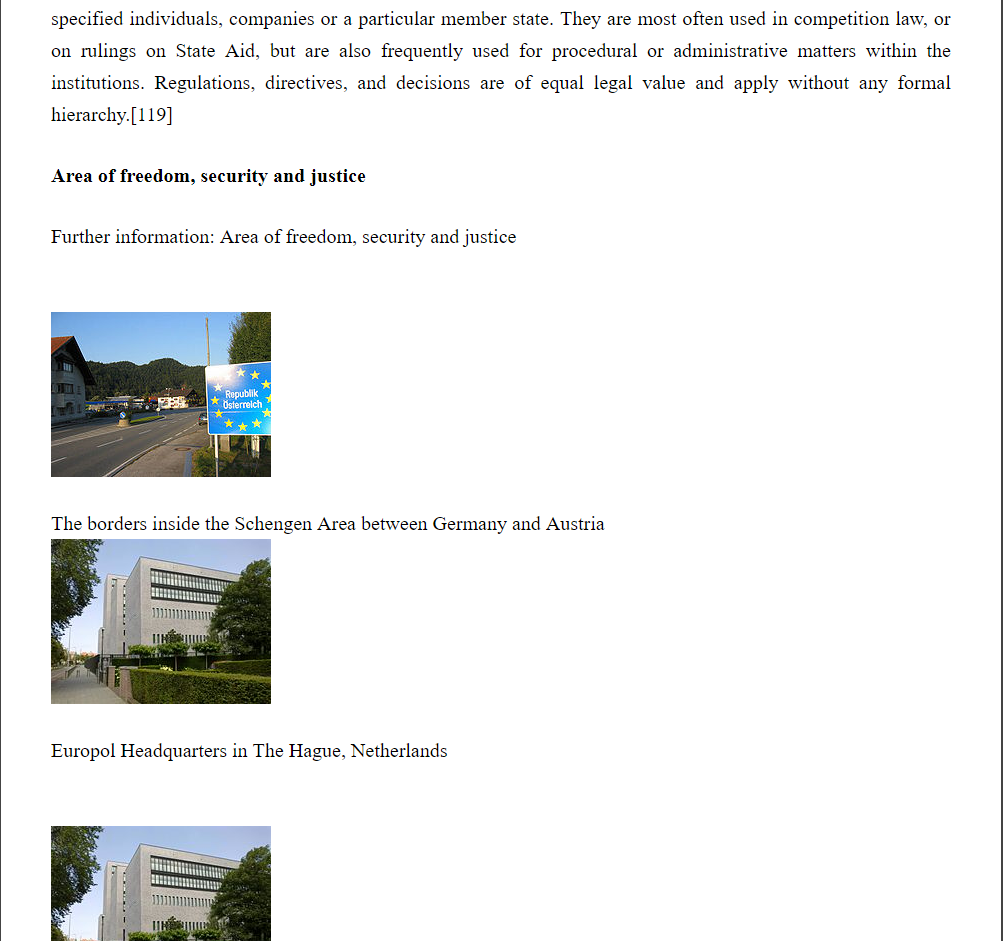 specified individuals, companies or a particular member state. They are most often used in competition law, or
on rulings on State Aid, but are also frequently used for procedural or administrative matters within the
institutions. Regulations, directives, and decisions are of equal legal value and apply without any formal
hierarchy.[119]
Area of freedom, security and justice
Further information: Area of freedom, security and justice
Republik
Österreich
The borders inside the Schengen Area between Germany and Austria
Europol Headquarters in The Hague, Netherlands